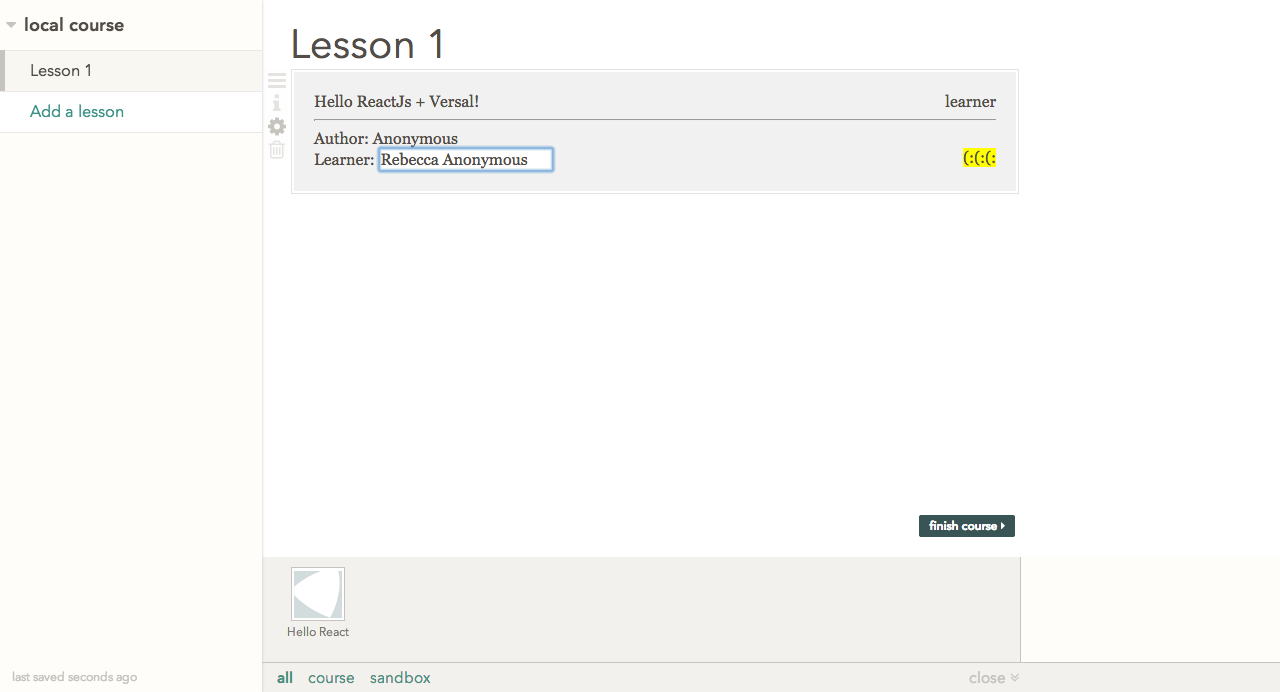 local course
Lesson 1
Add a lesson
last saved seconds ago
Lesson 1
Hello ReactJs + Versal!
learner
Author: Anonymous
Learner: Rebecca Anonymous
(:(:(:
finish course
Hello React
all course sandbox
close